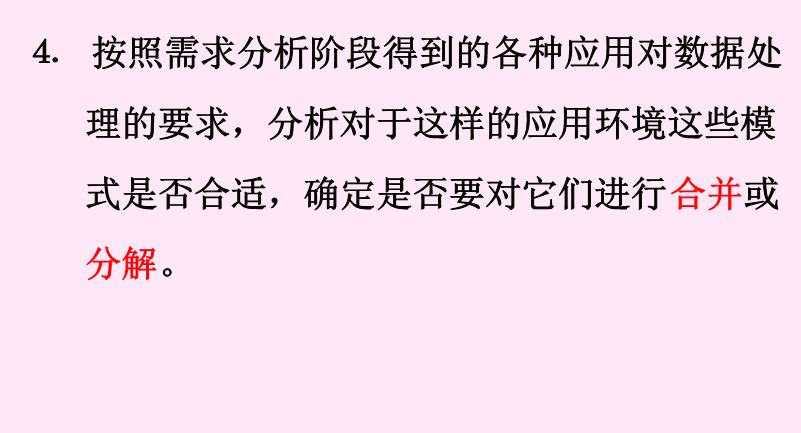 4. 按照需求分析阶段得到的各种应用对数据处
理的要求，分析对于这样的应用环境这些模
式是否合适，确定是否要对它们进行合并或
分解。